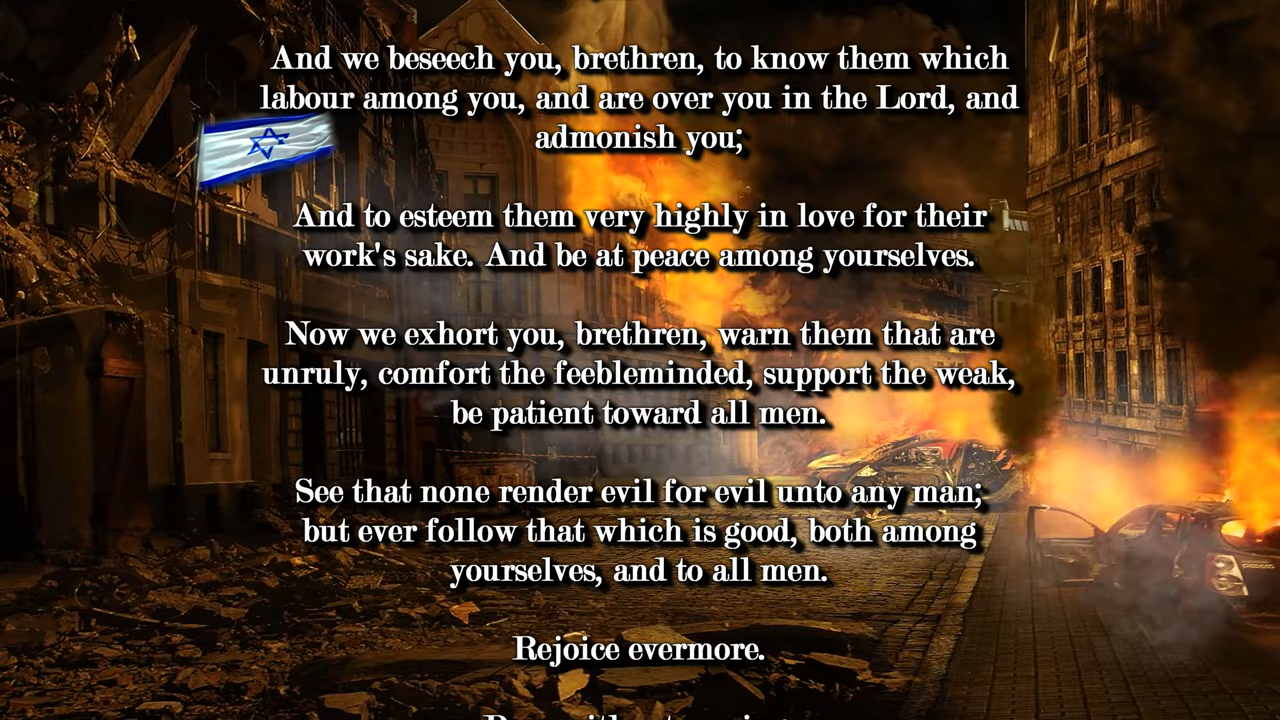 And we beseech you, brethren, to know them which
labour among you, and are over you in the Lord, and
admonish you;
And to esteem them very highly in love for their
work's sake. And be at peace among yourselves.
Now we exhort you, brethren, warn them that are
unruly, comfort the feebleminded, support the weak,
be patient toward all men.
See that none render evil for evil unto any man;
but ever follow that which is good, both among
yourselves, and to all men.
Rejoice evermore.